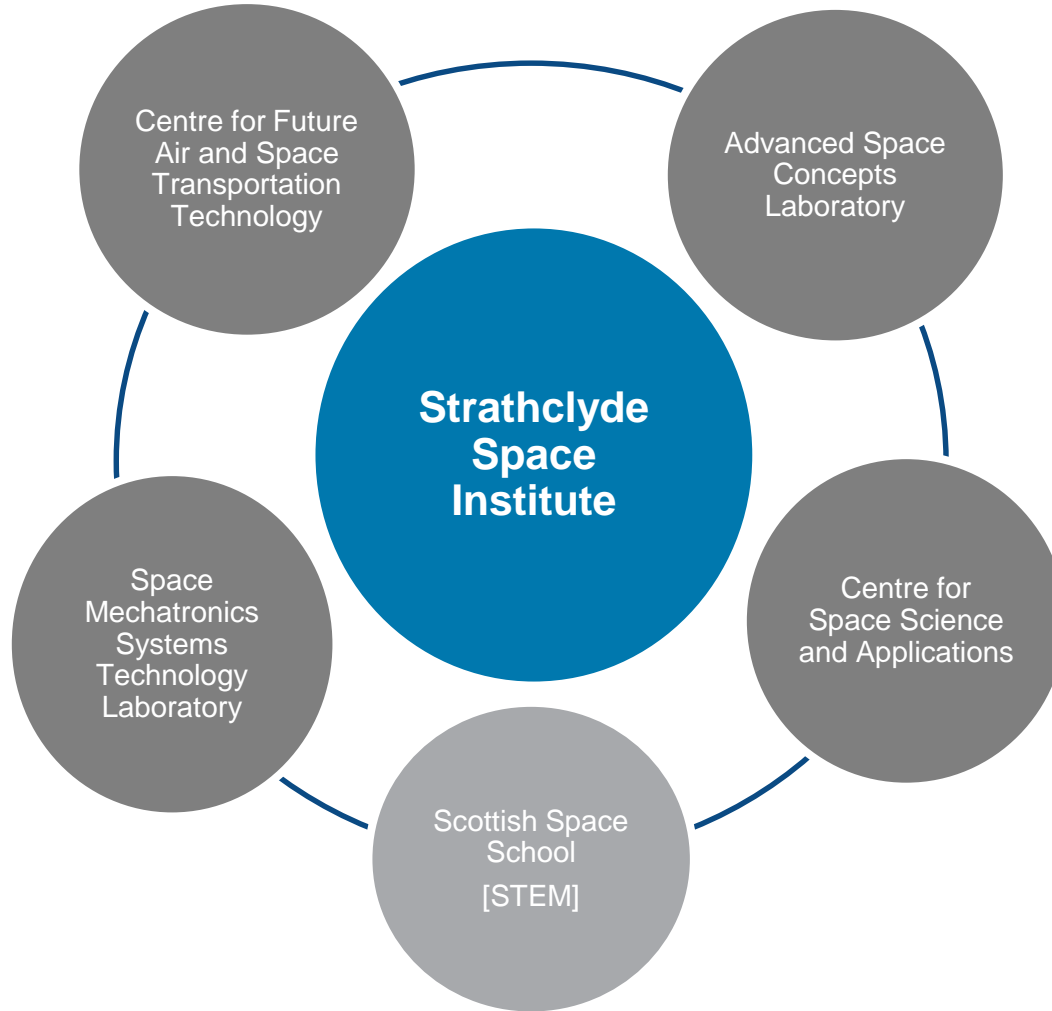 Centre for Future
Air and Space
Transportation
Technology
Advanced Space
Concepts
Laboratory
Strathclyde
Space
Institute
Space
Mechatronics
Systems
Technology
Laboratory
Centre for
Space Science
and Applications
Scottish Space
School
[STEM]